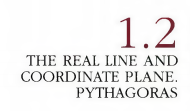 1.2
THE REAL LINE AND
COORDINATE PLANE.
PYTHAGORAS